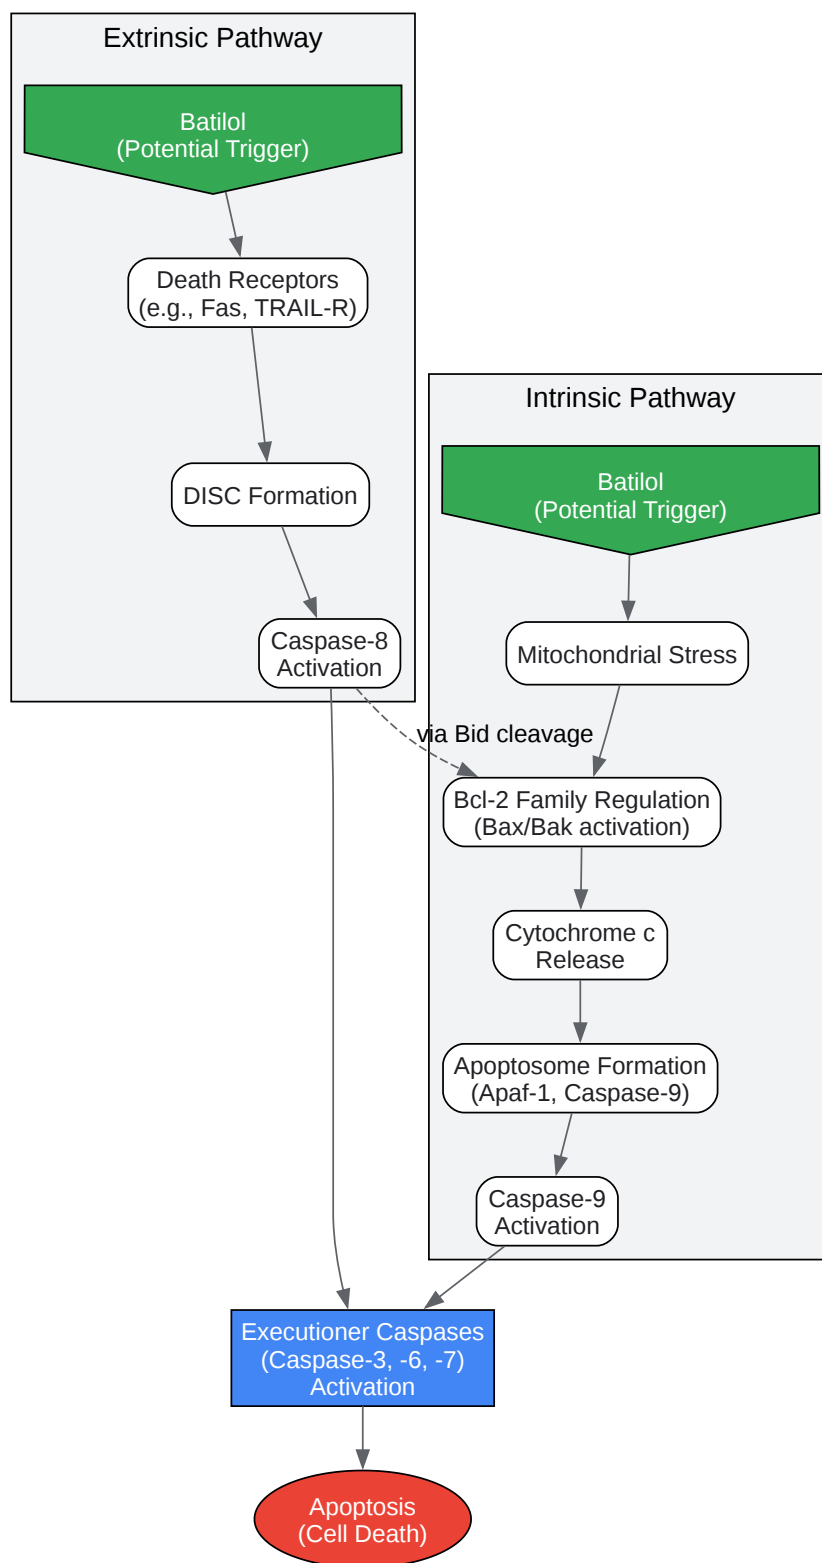 Extrinsic Pathway
Batilol
(Potential Trigger)
Death Receptors
(e.g., Fas, TRAIL-R)
DISC Formation
Caspase-8
Activation
Intrinsic Pathway
Batilol
(Potential Trigger)
Mitochondrial Stress
via Bid cleavage
Bcl-2 Family Regulation
(Bax/Bak activation)
Cytochrome c
Release
Apoptosome Formation
(Apaf-1, Caspase-9)
Caspase-9
Activation
Executioner Caspases
(Caspase-3, -6, -7)
Activation
Apoptosis
(Cell Death)